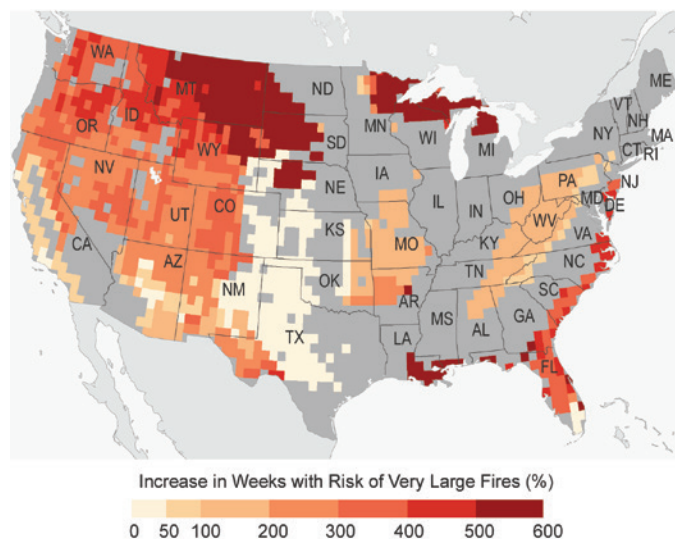 WA
MT
ND
ME
OR
ID
SD
MN
WI
MI
VT
NH
NY
MA
CT
RI
WY
NV
NE
IA
PA
NJ
UT
CO
IL
IN
OH
MD
DE
CA
KS
MO
WV
VA
KY
AZ
NM
OK
AR
TN
NC
SC
TX
LA
MS
AL
GA
FL
Increase in Weeks with Risk of Very Large Fires (%)
0 50 100 200 300 400 500 600